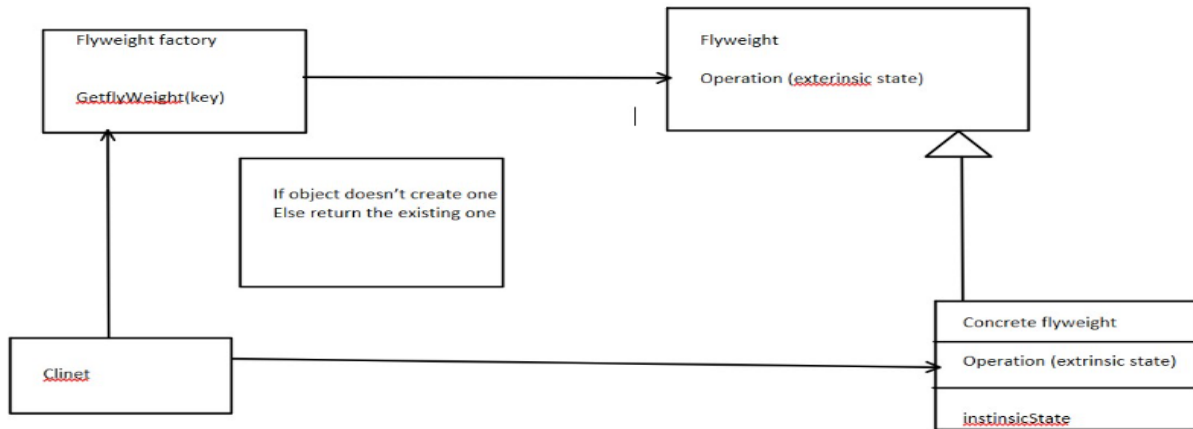 Flyweight factory
GetflyWeight(key)
Flyweight
Operation (exterinsic state)
If object doesn't create one
Else return the existing one
Clinet
Concrete flyweight
Operation (extrinsic state)
instinsicState